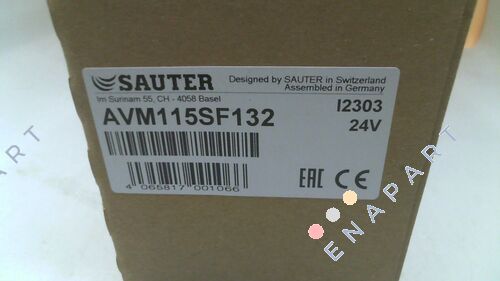 SAUTER
Designed by SAUTER in Switzerland
Assembled in Germany
Im Surinam 55, CH - 4058 Basel
AVM115SF132
I2303
24V
4 065817 001066
EAC CE
ENAPART